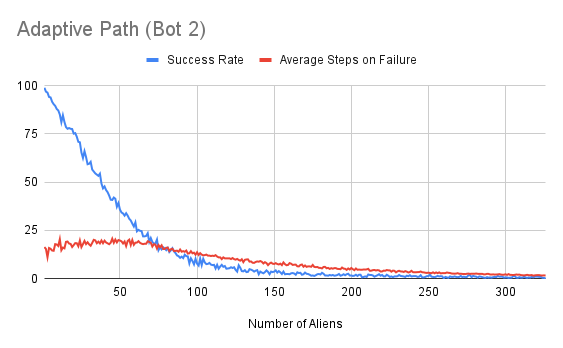 Adaptive Path (Bot 2)
Success Rate Average Steps on Failure
100
75
50
25
0
50 100 150 200 250 300
Number of Aliens